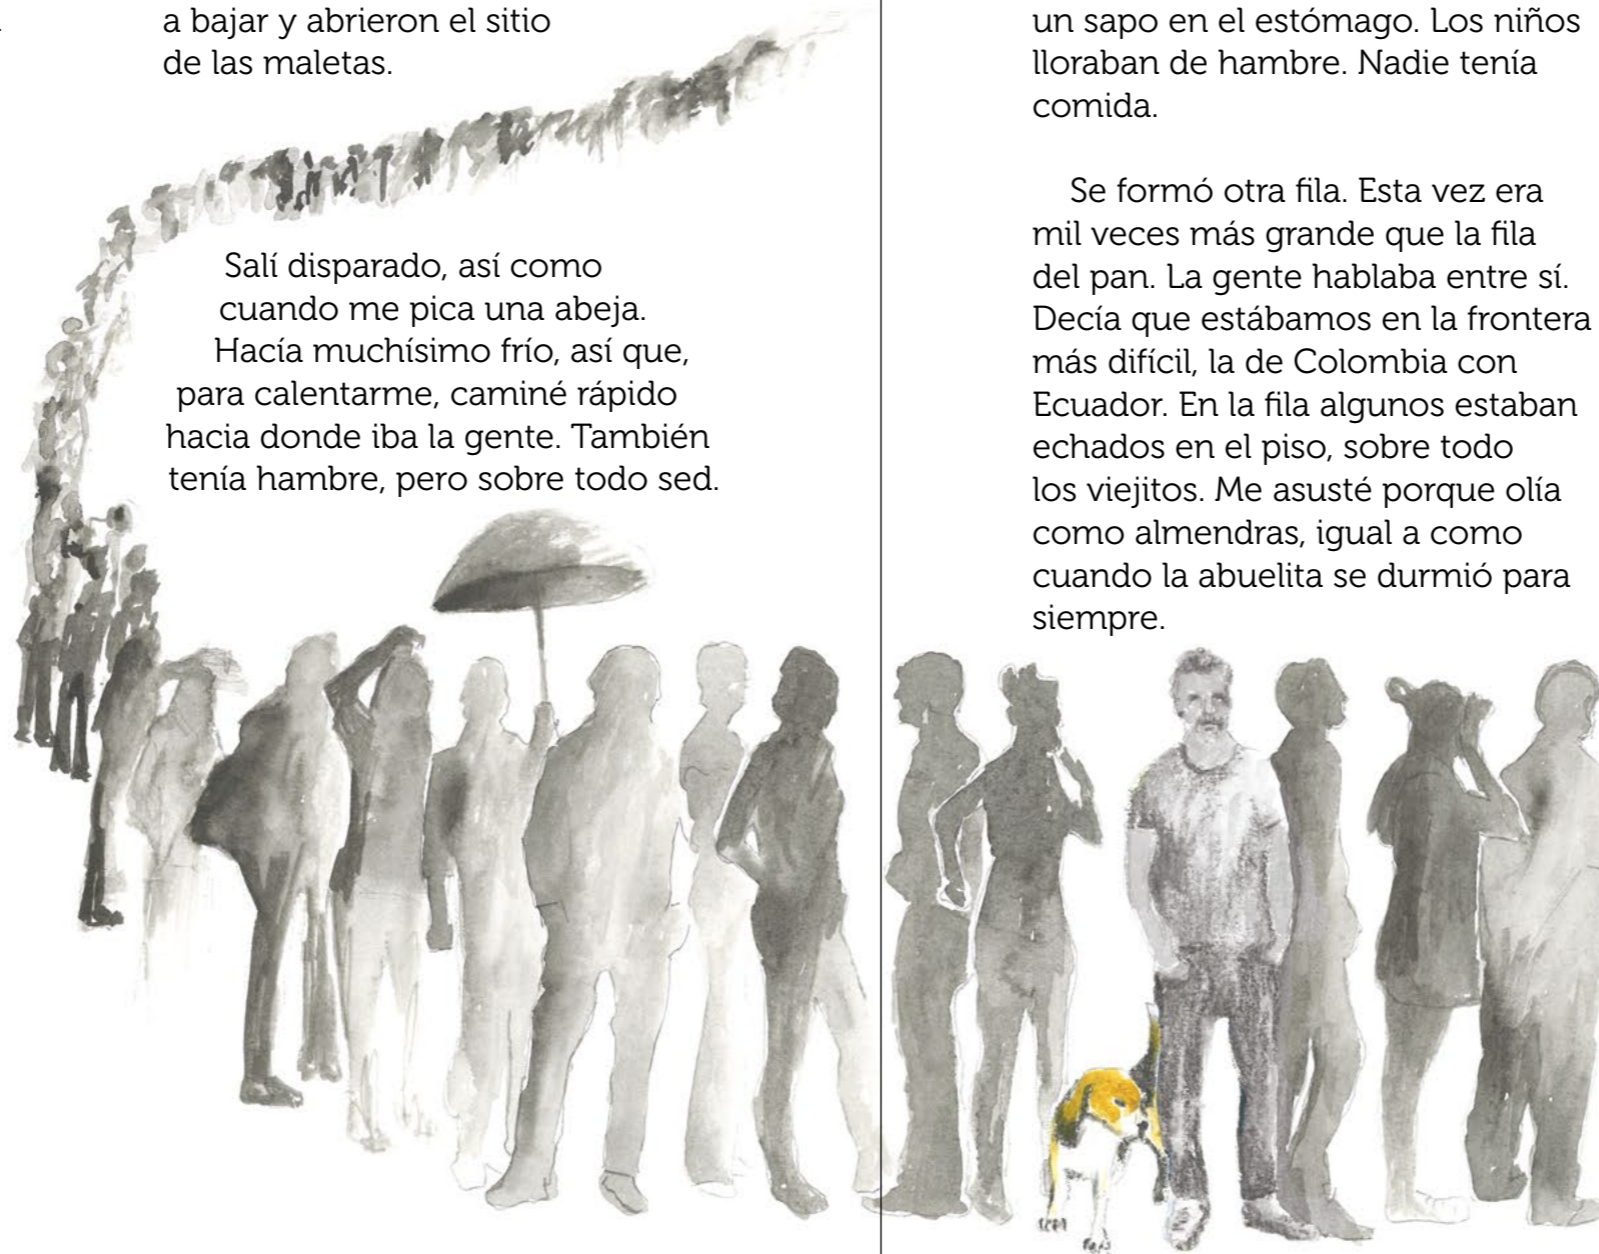 a bajar y abrieron el sitio
de las maletas.
Salí disparado, así como
cuando me pica una abeja.
Hacía muchísimo frío, así que,
para calentarme, caminé rápido
hacia donde iba la gente. También
tenía hambre, pero sobre todo sed.
un sapo en el estómago. Los niños
lloraban de hambre. Nadie tenía
comida.
Se formó otra fila. Esta vez era
mil veces más grande que la fila
del pan. La gente hablaba entre sí.
Decía que estábamos en la frontera
más difícil, la de Colombia con
Ecuador. En la fila algunos estaban
echados en el piso, sobre todo
los viejitos. Me asusté porque olía
como almendras, igual a como
cuando la abuelita se durmió para
siempre.